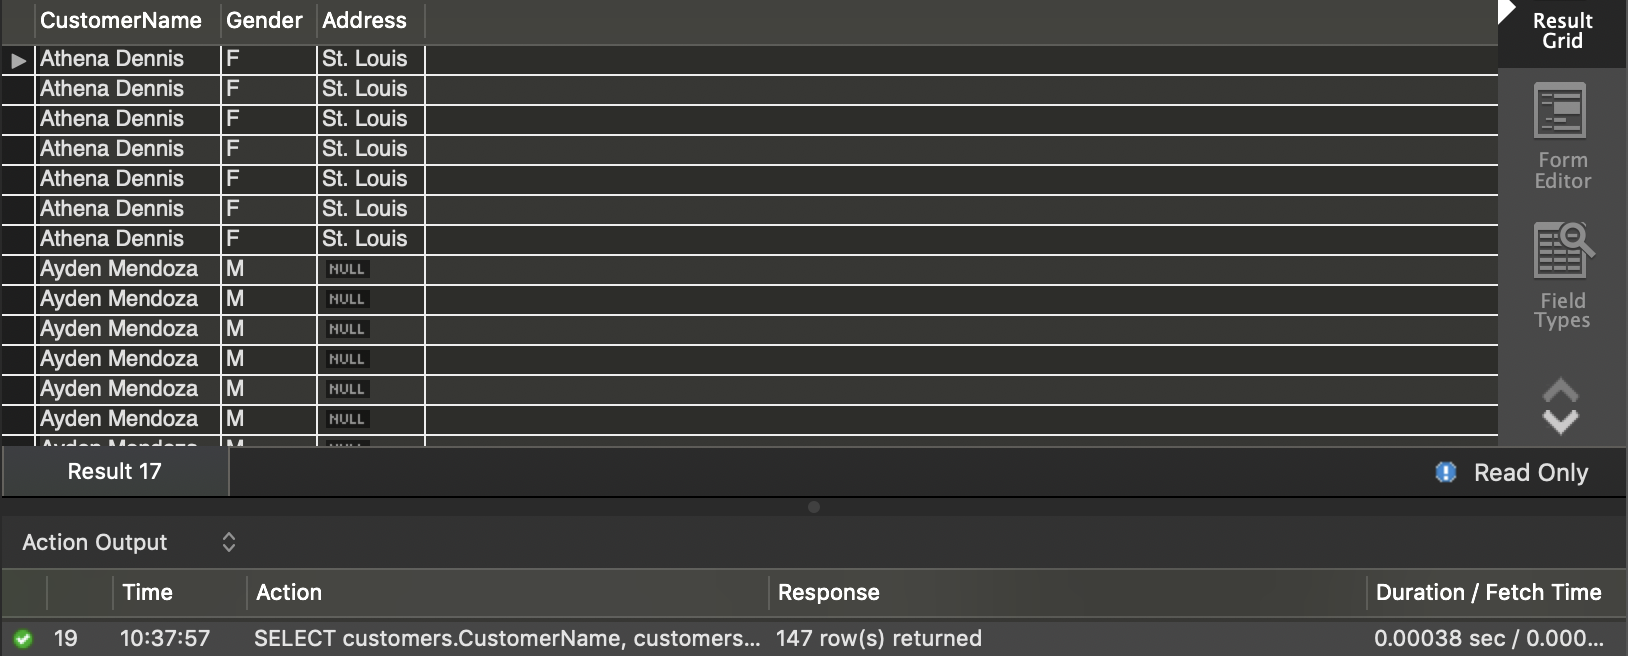 CustomerName Gender Address
Athena Dennis F St. Louis
Athena Dennis F St. Louis
Athena Dennis F St. Louis
Athena Dennis F St. Louis
Athena Dennis F St. Louis
Athena Dennis F St. Louis
Athena Dennis F St. Louis
Ayden Mendoza M NULL
Ayden Mendoza M NULL
Ayden Mendoza M NULL
Ayden Mendoza M NULL
Ayden Mendoza M NULL
Ayden Mendoza M NULL
Result
Grid
Form
Editor
Field
Types
Result 17
Read Only
Action Output
Time Action Response Duration / Fetch Time
19 10:37:57 SELECT customers.CustomerName, customers... 147 row(s) returned 0.00038 sec / 0.000...